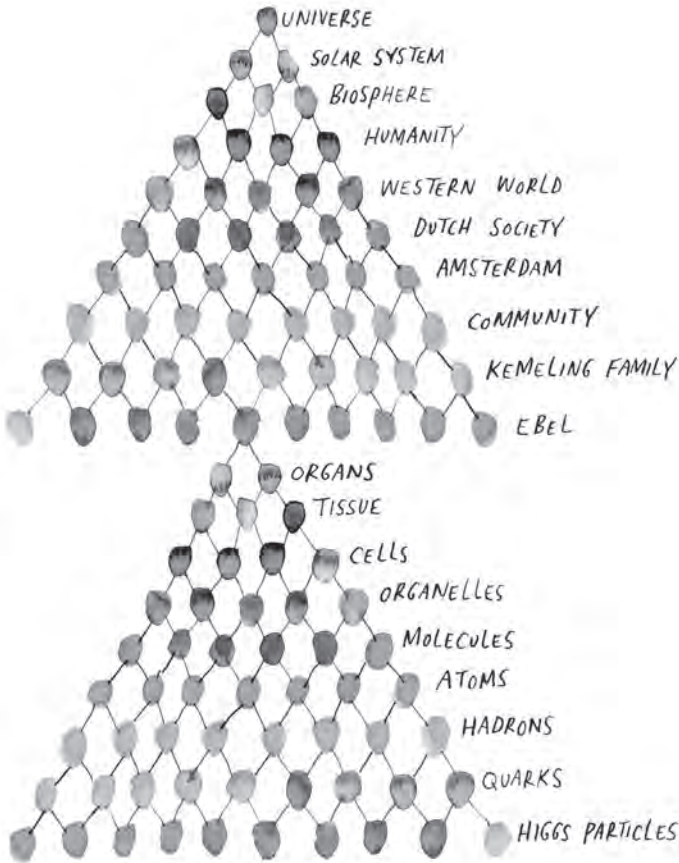 UNIVERSE
SOLAR SYSTEM
BIOSPHERE
HUMANITY
WESTERN WORLD
DUTCH SOCIETY
AMSTERDAM
COMMUNITY
KEMELING FAMILY
EBEL
ORGANS
TISSUE
CELLS
ORGANELLES
MOLECULES
ATOMS
HADRONS
QUARKS
HIGGS PARTICLES